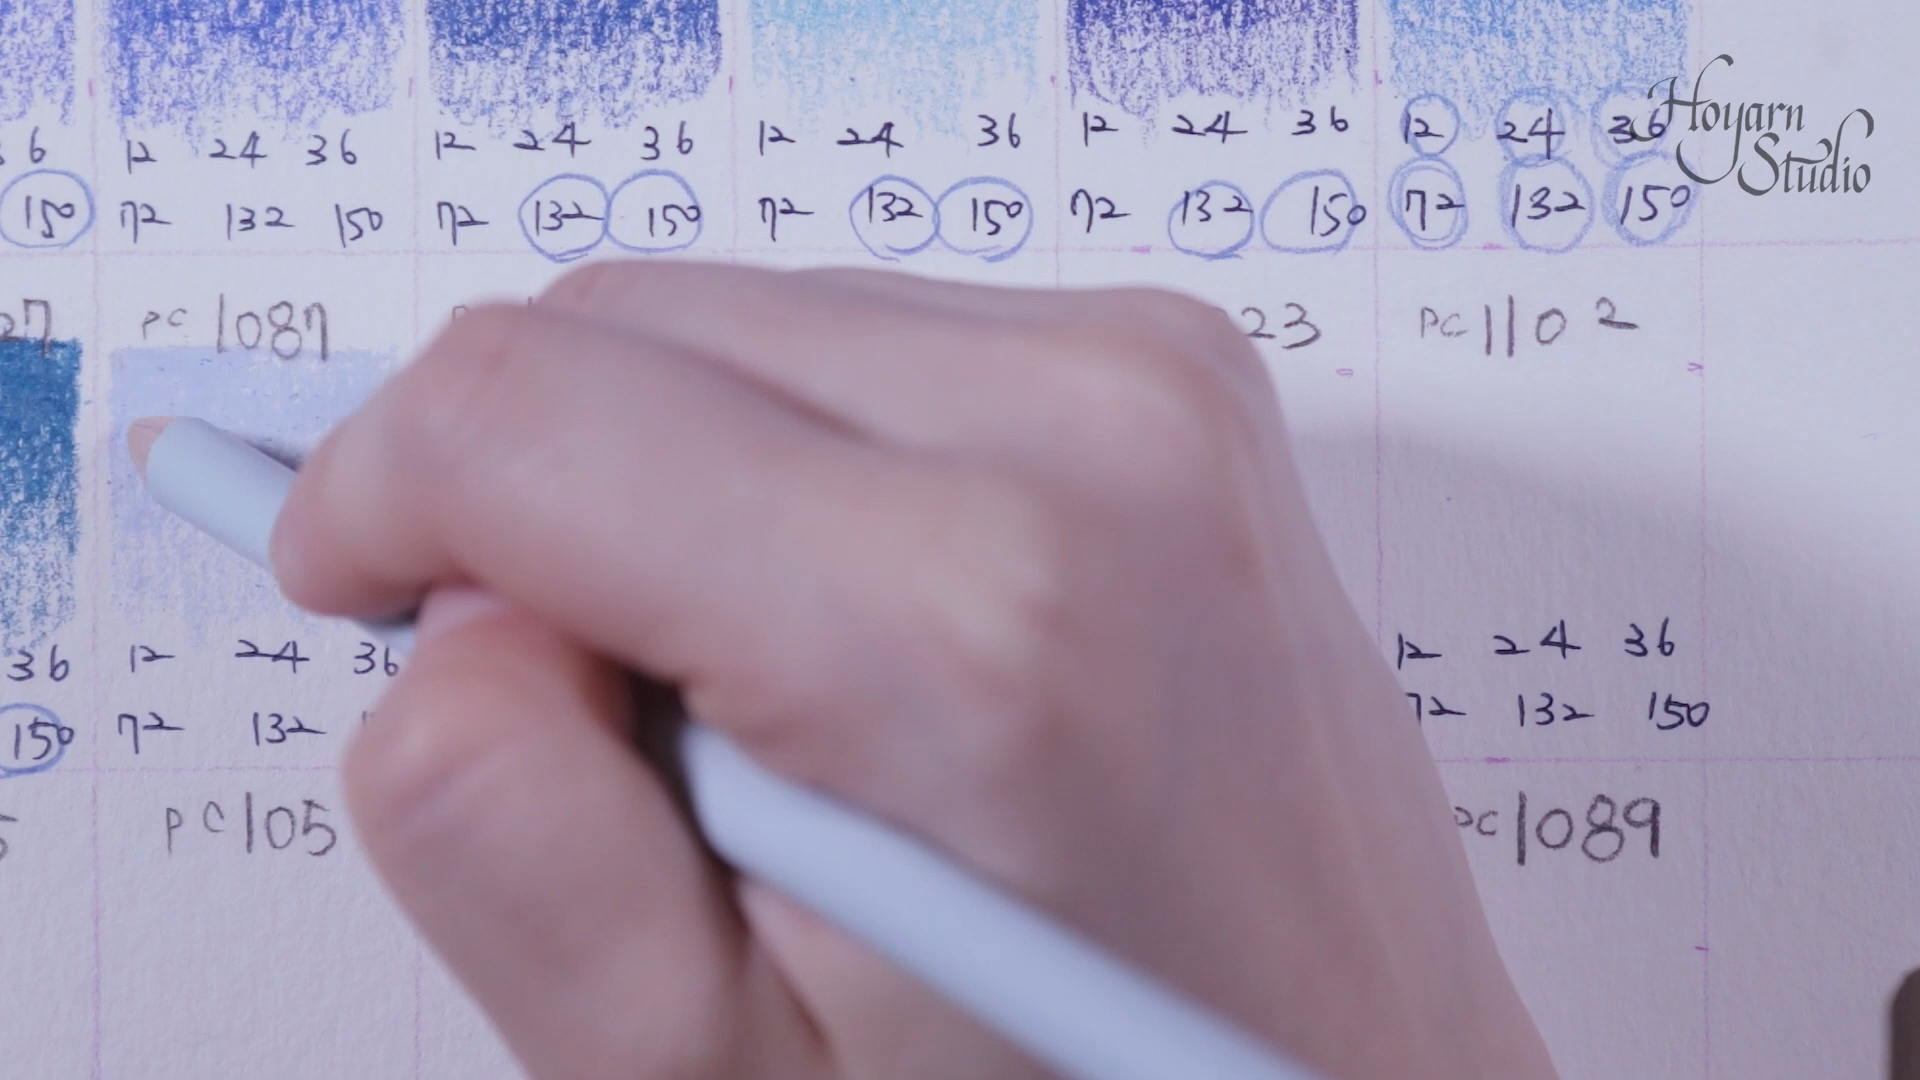 Hoyarn
Studio
6 12 24 36 12 24 36 12 24 36 12 24 36 12 24 36
150 72 132 150 72 132 150 72 132 150 72 132 150 72 132 150
27 PC 1087 23 PC 1102
36 12 24 36 12 24 36
150 72 132 72 132 150
PC 105 PC 1089